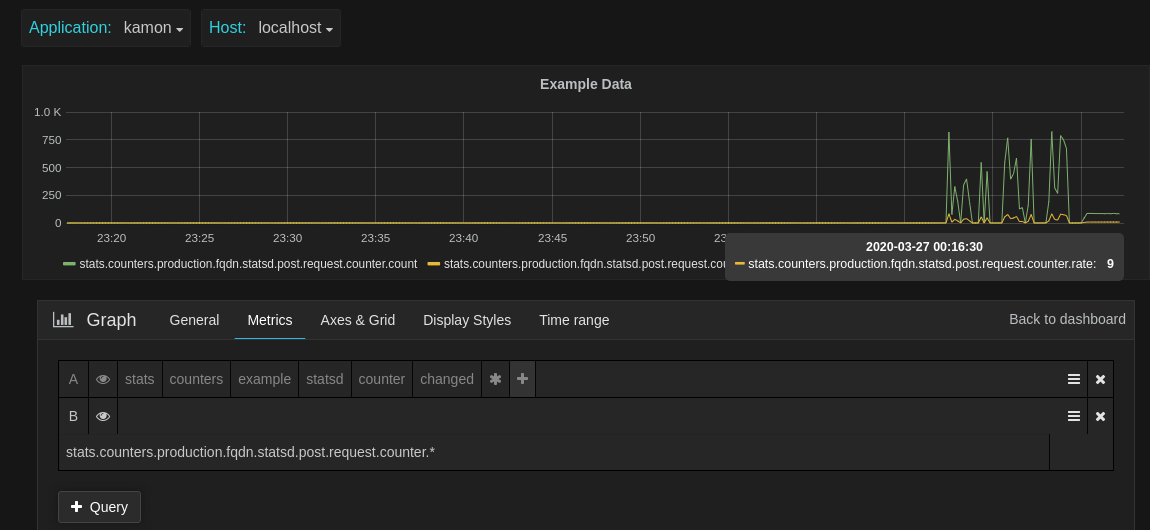 Application: kamon Host: localhost
Example Data
1.0 K
750
500
250
0
23:20 23:25 23:30 23:35 23:40 23:45 23:50 23
2020-03-27 00:16:30
stats.counters.production.fqdn.statsd.post.request.counter.count stats.counters.production.fqdn.statsd.post.request.cou stats.counters.production.fqdn.statsd.post.request.counter.rate: 9
Graph General Metrics Axes & Grid Display Styles Time range Back to dashboard
A stats counters example statsd counter changed
B
stats.counters.production.fqdn.statsd.post.request.counter.*
Query